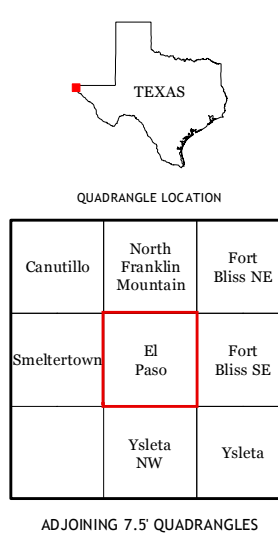 TEXAS
QUADRANGLE LOCATION
Canutillo
North
Franklin
Mountain
Fort
Bliss NE
Smeltertown
El
Paso
Fort
Bliss SE
Ysleta
NW
Ysleta
ADJOINING 7.5' QUADRANGLES